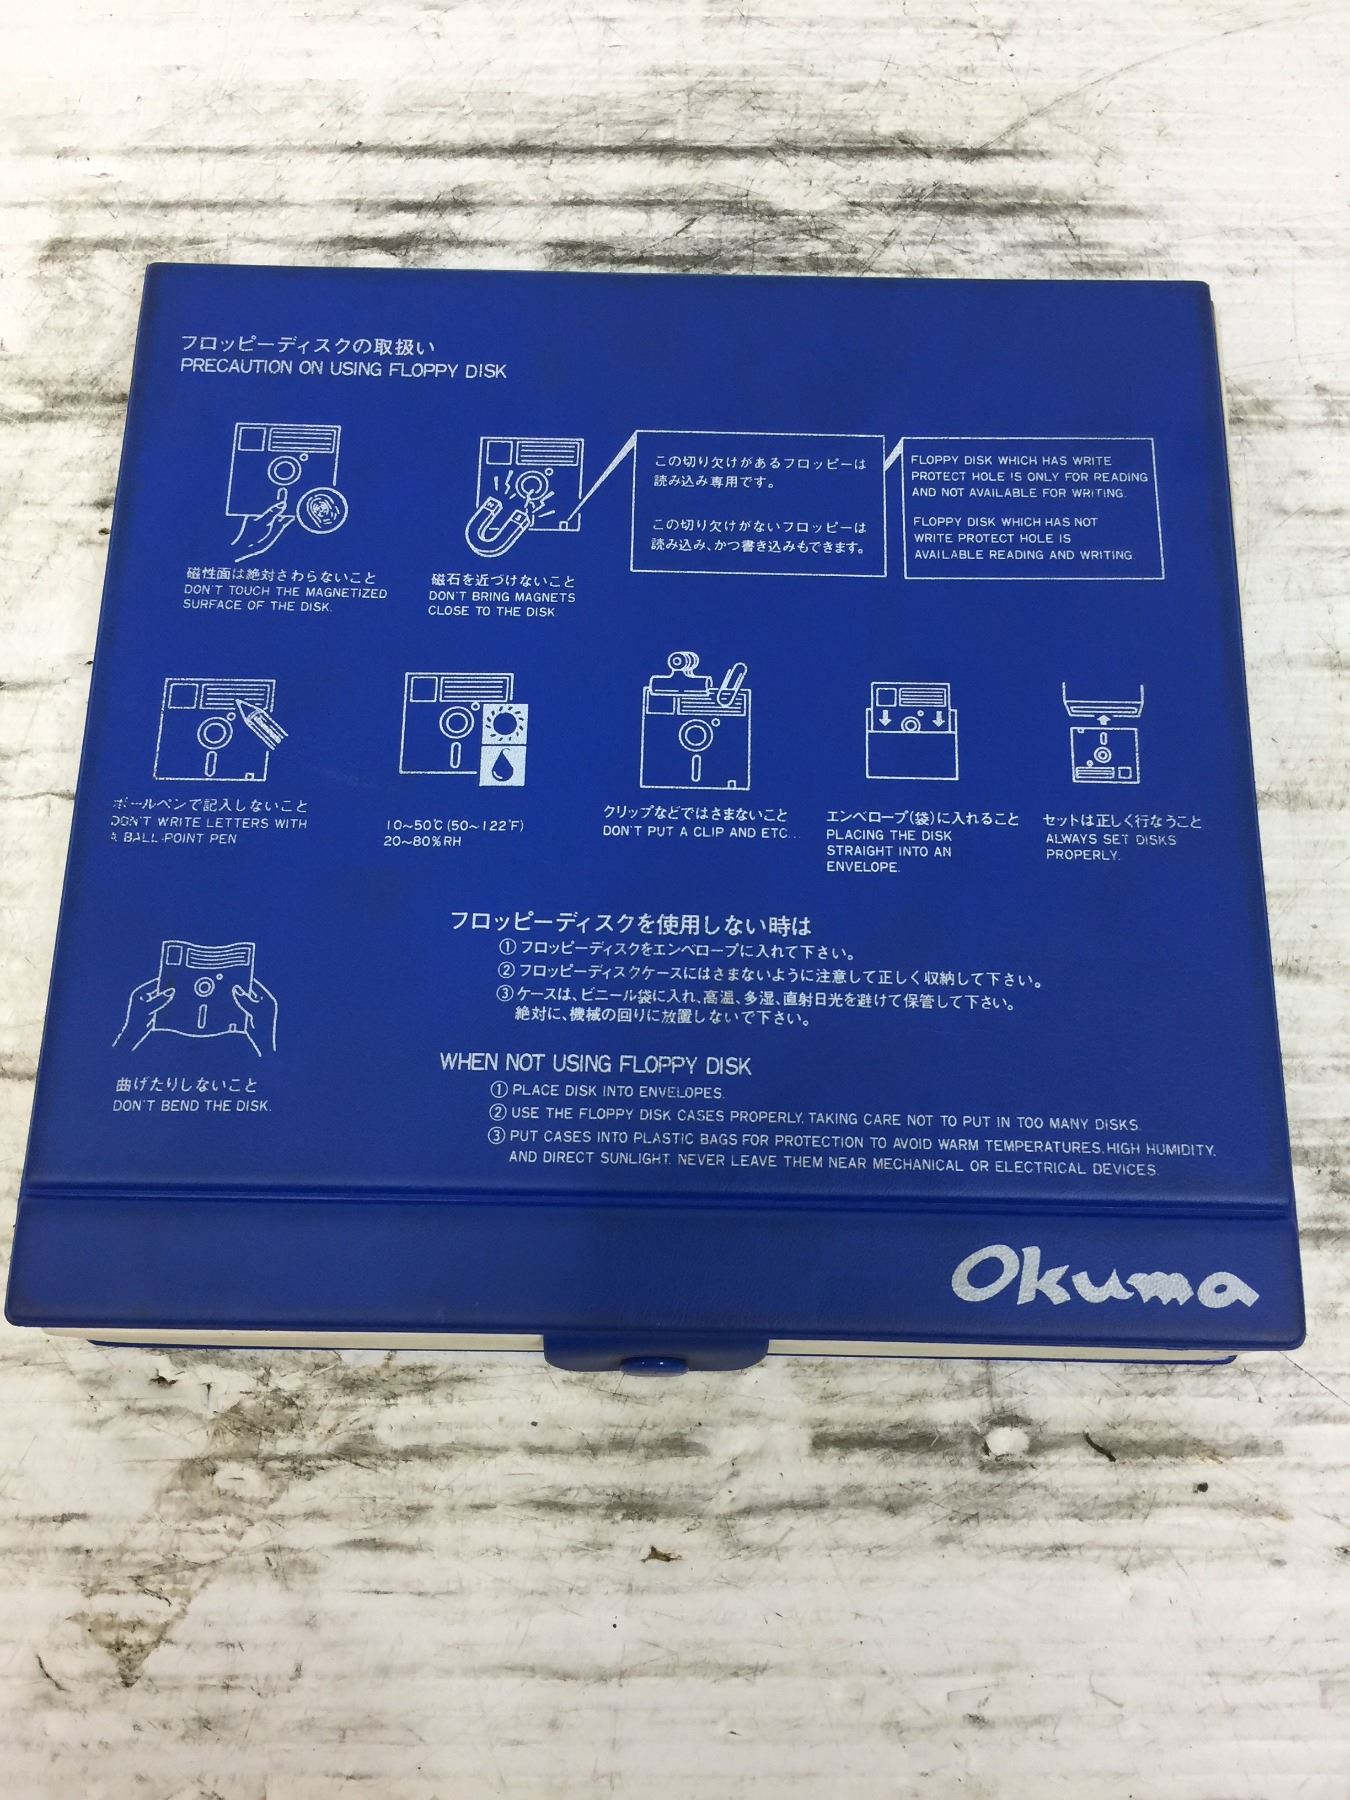 フロッピーディスクの取扱い
PRECAUTION ON USING FLOPPY DISK
この切り欠けがあるフロッピーは
読み込み専用です。
この切り欠けがないフロッピーは
読み込み、かつ書き込みもできます。
FLOPPY DISK WHICH HAS WRITE
PROTECT HOLE IS ONLY FOR READING
AND NOT AVAILABLE FOR WRITING.
FLOPPY DISK WHICH HAS NOT
WRITE PROTECT HOLE IS
AVAILABLE READING AND WRITING.
磁性面は絶対さわらないこと
DON'T TOUCH THE MAGNETIZED
SURFACE OF THE DISK.
磁石を近づけないこと
DON'T BRING MAGNETS
CLOSE TO THE DISK.
ボールペンで記入しないこと
DON'T WRITE LETTERS WITH
A BALL-POINT PEN
10~50℃(50~122°F)
20~80%RH
クリップなどではさまないこと
DON'T PUT A CLIP AND ETC...
エンベロープ(袋)に入れること
PLACING THE DISK
STRAIGHT INTO AN
ENVELOPE.
セットは正しく行なうこと
ALWAYS SET DISKS
PROPERLY.
曲げたりしないこと
DON'T BEND THE DISK.
フロッピーディスクを使用しない時は
①フロッピーディスクをエンベロープに入れて下さい。
②フロッピーディスクケースにはさまないように注意して正しく収納して下さい。
③ケースは、ビニール袋に入れ、高温、多湿、直射日光を避けて保管して下さい。
絶対に、機械の回りに放置しないで下さい。
WHEN NOT USING FLOPPY DISK
① PLACE DISK INTO ENVELOPES.
② USE THE FLOPPY DISK CASES PROPERLY, TAKING CARE NOT TO PUT IN TOO MANY DISKS.
③ PUT CASES INTO PLASTIC BAGS FOR PROTECTION TO AVOID WARM TEMPERATURES, HIGH HUMIDITY,
AND DIRECT SUNLIGHT. NEVER LEAVE THEM NEAR MECHANICAL OR ELECTRICAL DEVICES.
Okuma